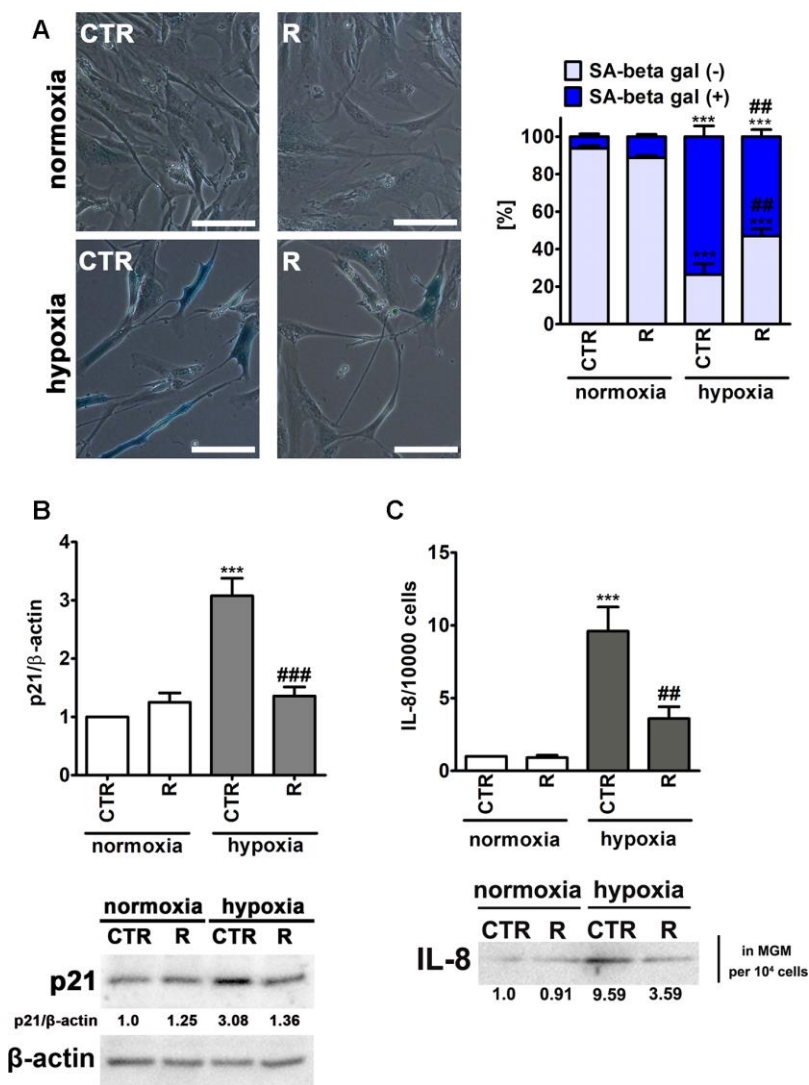 A
CTR
R
normoxia
CTR
R
hypoxia
SA-beta gal (-)
SA-beta gal (+)
[%]
100
80
60
40
20
0
***
##
***
##
***
***
CTR
R
CTR
R
normoxia
hypoxia
B
p21/β-actin
4
3
2
1
0
***
###
CTR
R
CTR
R
normoxia
hypoxia
normoxia hypoxia
CTR R CTR R
p21
p21/β-actin 1.0 1.25 3.08 1.36
β-actin
C
IL-8/10000 cells
15
10
5
0
***
##
CTR
R
CTR
R
normoxia
hypoxia
normoxia hypoxia
CTR R CTR R
IL-8
in MGM
per 10⁴ cells
1.0 0.91 9.59 3.59